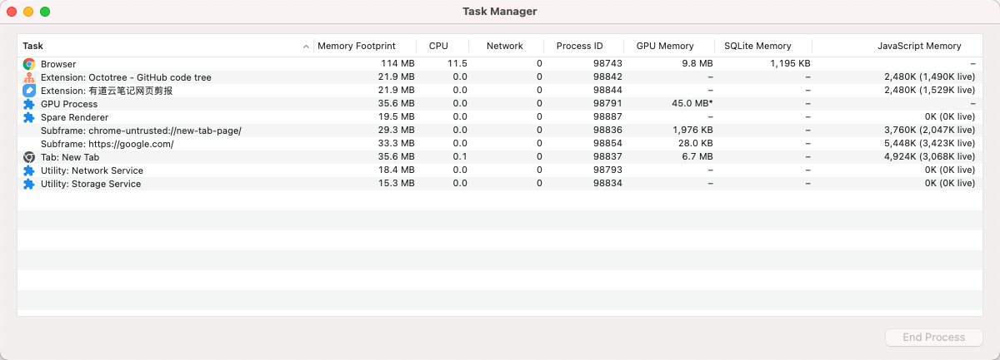 Task Manager
Task Memory Footprint CPU Network Process ID GPU Memory SQLite Memory JavaScript Memory
Browser 114 MB 11.5 0 98743 9.8 MB 1,195 KB –
Extension: Octotree - GitHub code tree 21.9 MB 0.0 0 98842 – – 2,480K (1,490K live)
Extension: 有道云笔记网页剪报 21.9 MB 0.0 0 98844 – – 2,480K (1,529K live)
GPU Process 35.6 MB 0.0 0 98791 45.0 MB* – –
Spare Renderer 19.5 MB 0.0 0 98887 – – 0K (0K live)
Subframe: chrome-untrusted://new-tab-page/ 29.3 MB 0.0 0 98836 1,976 KB – 3,760K (2,047K live)
Subframe: https://google.com/ 33.3 MB 0.0 0 98854 28.0 KB – 5,448K (3,423K live)
Tab: New Tab 35.6 MB 0.1 0 98837 6.7 MB – 4,924K (3,068K live)
Utility: Network Service 18.4 MB 0.0 0 98793 – – 0K (0K live)
Utility: Storage Service 15.3 MB 0.0 0 98834 – – 0K (0K live)
End Process